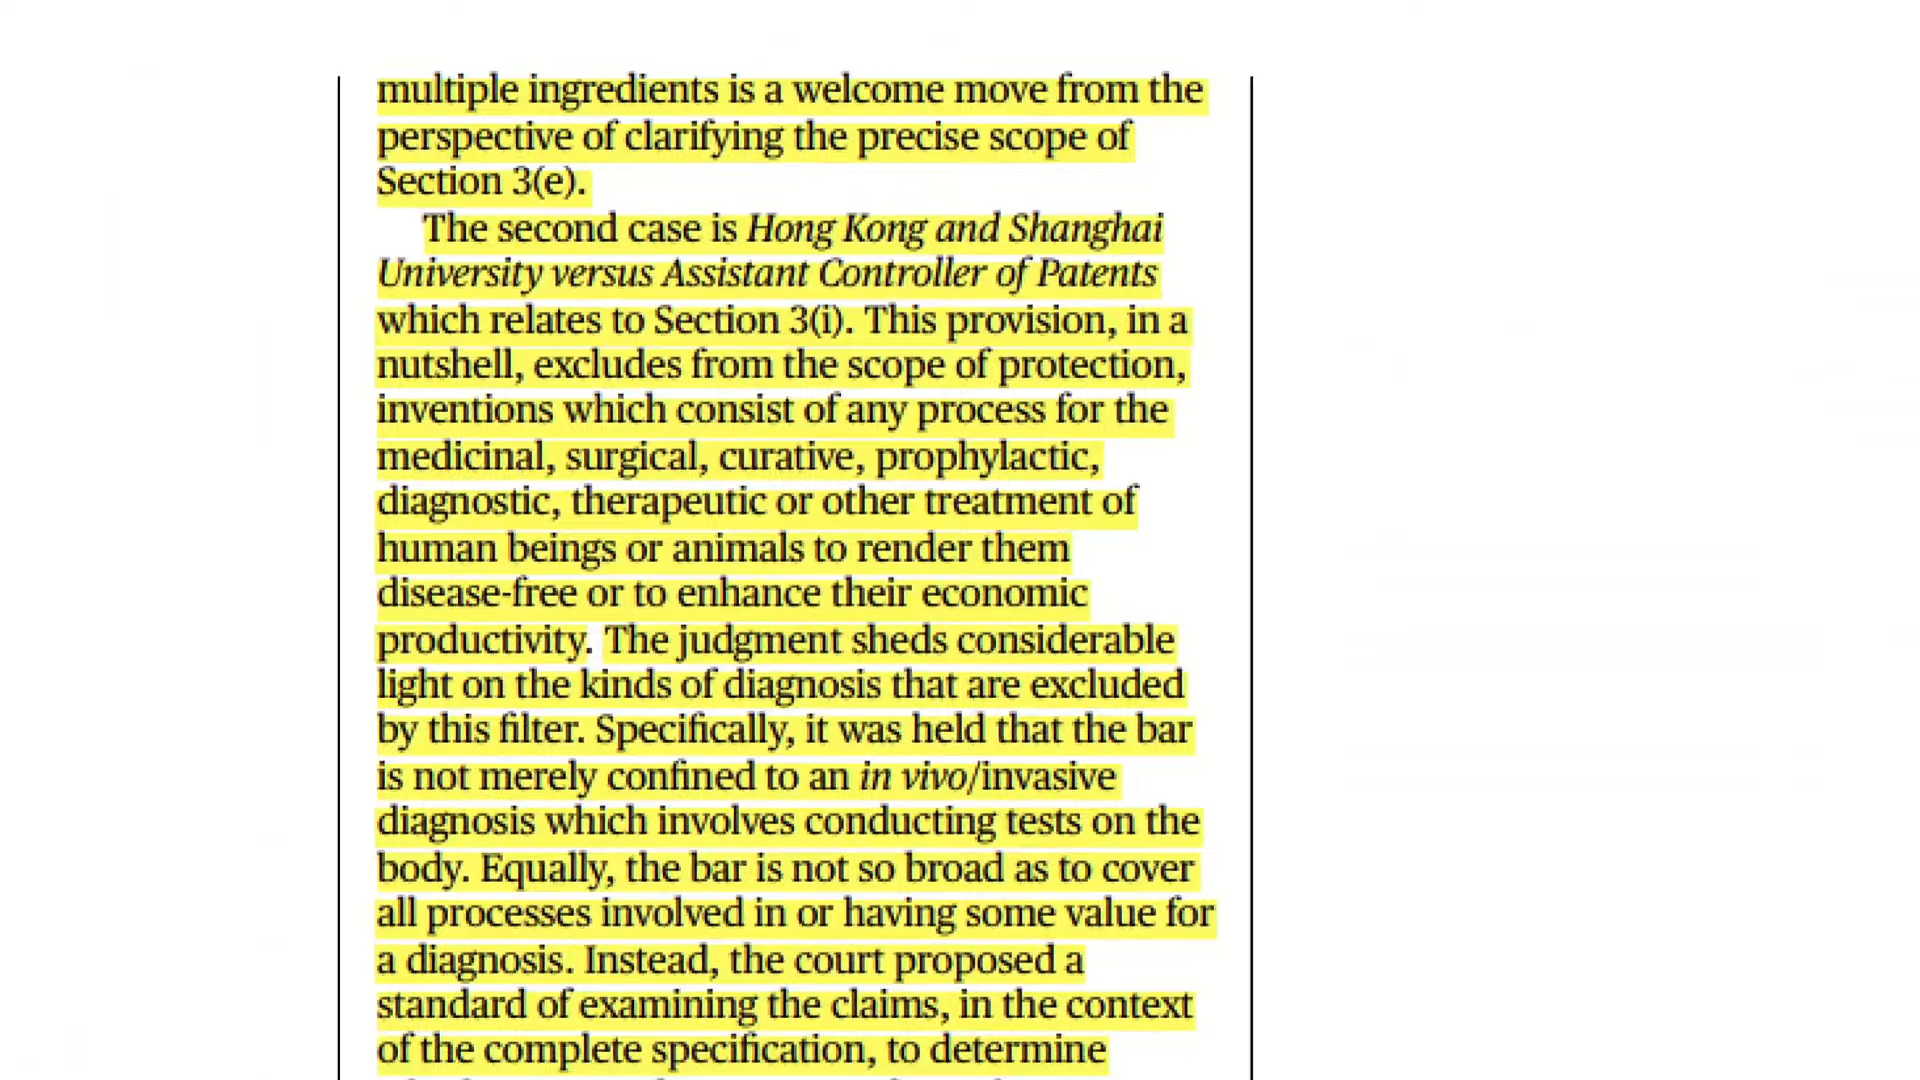 multiple ingredients is a welcome move from the
perspective of clarifying the precise scope of
Section 3(e).
The second case is Hong Kong and Shanghai
University versus Assistant Controller of Patents
which relates to Section 3(i). This provision, in a
nutshell, excludes from the scope of protection,
inventions which consist of any process for the
medicinal, surgical, curative, prophylactic,
diagnostic, therapeutic or other treatment of
human beings or animals to render them
disease-free or to enhance their economic
productivity. The judgment sheds considerable
light on the kinds of diagnosis that are excluded
by this filter. Specifically, it was held that the bar
is not merely confined to an in vivo/invasive
diagnosis which involves conducting tests on the
body. Equally, the bar is not so broad as to cover
all processes involved in or having some value for
a diagnosis. Instead, the court proposed a
standard of examining the claims, in the context
of the complete specification, to determine